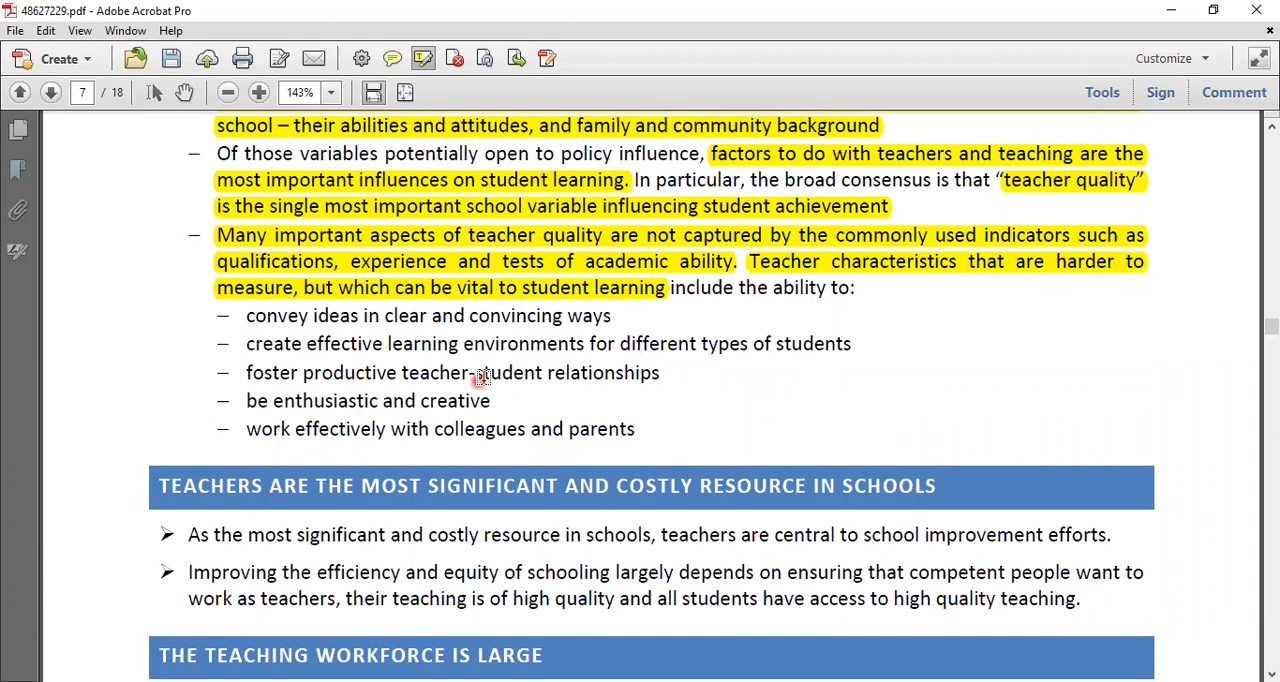 48627229.pdf - Adobe Acrobat Pro
File Edit View Window Help
Create Customize
7 / 18 143% Tools Sign Comment
school – their abilities and attitudes, and family and community background
– Of those variables potentially open to policy influence, factors to do with teachers and teaching are the
most important influences on student learning. In particular, the broad consensus is that “teacher quality”
is the single most important school variable influencing student achievement
– Many important aspects of teacher quality are not captured by the commonly used indicators such as
qualifications, experience and tests of academic ability. Teacher characteristics that are harder to
measure, but which can be vital to student learning include the ability to:
– convey ideas in clear and convincing ways
– create effective learning environments for different types of students
– foster productive teacher-student relationships
– be enthusiastic and creative
– work effectively with colleagues and parents
TEACHERS ARE THE MOST SIGNIFICANT AND COSTLY RESOURCE IN SCHOOLS
➢ As the most significant and costly resource in schools, teachers are central to school improvement efforts.
➢ Improving the efficiency and equity of schooling largely depends on ensuring that competent people want to
work as teachers, their teaching is of high quality and all students have access to high quality teaching.
THE TEACHING WORKFORCE IS LARGE